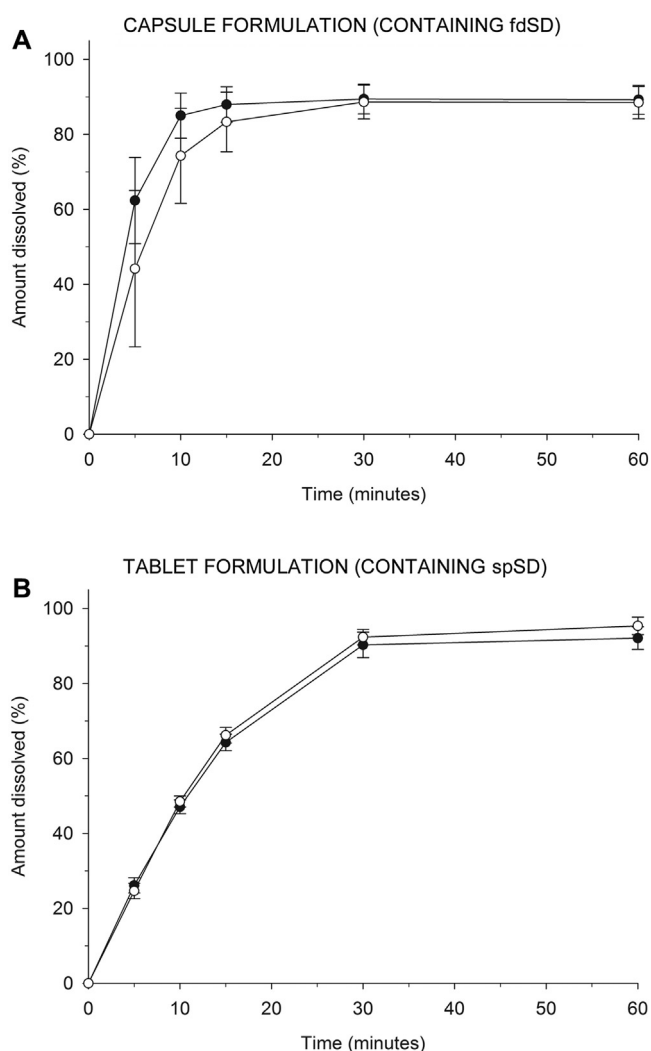 A
CAPSULE FORMULATION (CONTAINING fdSD)
100
80
60
40
20
0
Amount dissolved (%)
0 10 20 30 40 50 60
Time (minutes)
B
TABLET FORMULATION (CONTAINING spSD)
100
80
60
40
20
0
Amount dissolved (%)
0 10 20 30 40 50 60
Time (minutes)